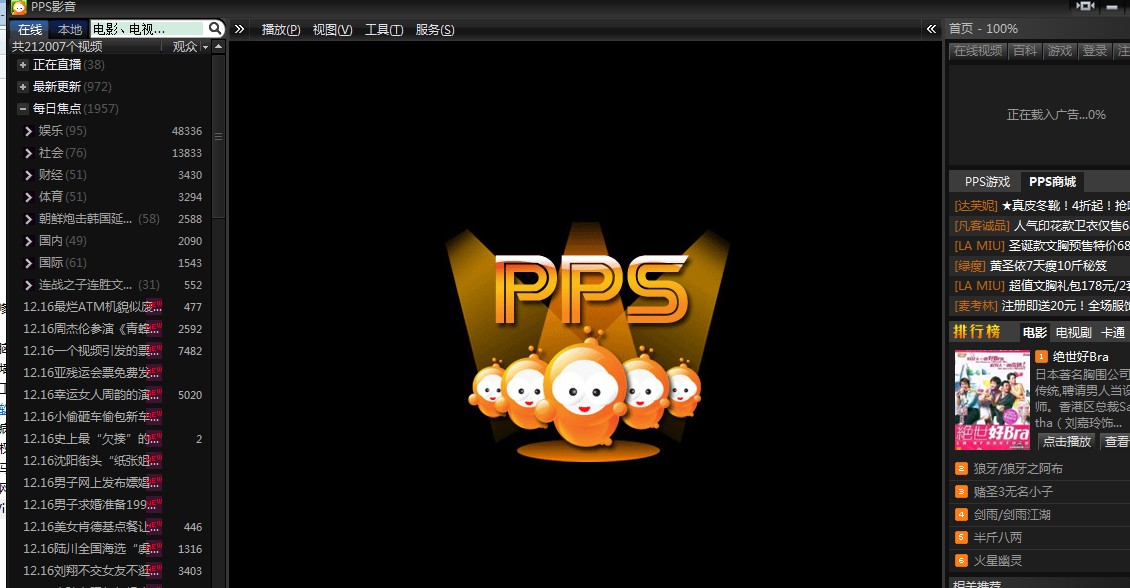 PPS影音
在线 本地 电影、电视... 播放(P) 视图(V) 工具(T) 服务(S) 首页 - 100%
共212007个视频 观众
在线视频 百科 游戏 登录 注
正在直播 (38)
最新更新 (972)
每日焦点 (1957)
娱乐 (95) 48336
社会 (76) 13833
财经 (51) 3430
体育 (51) 3294
朝鲜炮击韩国延... (58) 2588
国内 (49) 2090
国际 (61) 1543
连战之子连胜文... (31) 552
12.16最烂ATM机貌似废... 477
12.16周杰伦参演《青蜂... 2592
12.16一个视频引发的票... 7482
12.16亚残运会票免费发...
12.16幸运女人周韵的演... 5020
12.16小偷砸车偷包新车...
12.16史上最“欠揍”的... 2
12.16沈阳街头“纸张姐...
12.16男子网上发布嫖娼...
12.16男子求婚准备199...
12.16美女肯德基点餐让... 446
12.16陆川全国海选“虞... 1316
12.16刘翔不交女友不逛... 3403
PPS
正在载入广告...0%
PPS游戏 PPS商城
[达芙妮] ★真皮冬靴！4折起！抢
[凡客诚品] 人气印花款卫衣仅售6
[LA MIU] 圣诞款文胸预售特价68
[绿瘦] 黄圣依7天瘦10斤秘笈
[LA MIU] 超值文胸礼包178元/2
[麦考林] 注册即送20元！全场服饰
排行榜 电影 电视剧 卡通
1 绝世好Bra
日本著名胸围公司
传统,聘请男人当设
师。香港区总裁Sa
tha（刘嘉玲饰...
絕世好Bra
点击播放 查看
2 狼牙/狼牙之阿布
3 赌圣3无名小子
4 剑雨/剑雨江湖
5 半斤八两
6 火星幽灵
相关推荐